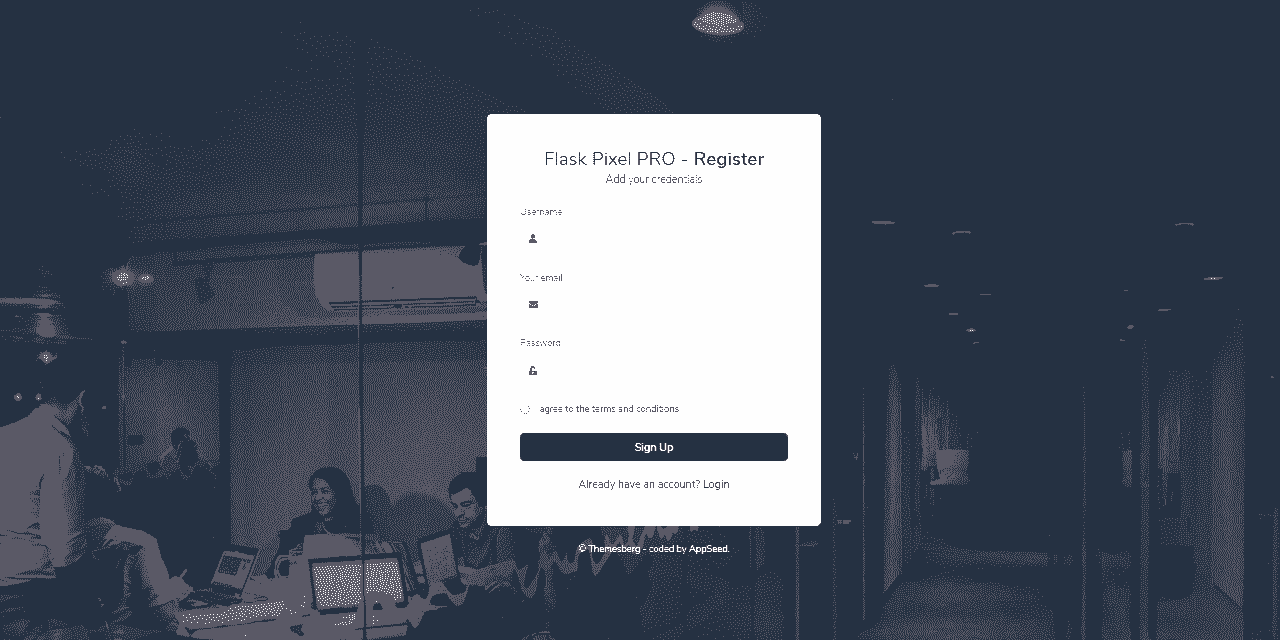 Flask Pixel PRO - Register
Add your credentials
Username
Your email
Password
I agree to the terms and conditions
Sign Up
Already have an account? Login
© Themesberg - coded by AppSeed.